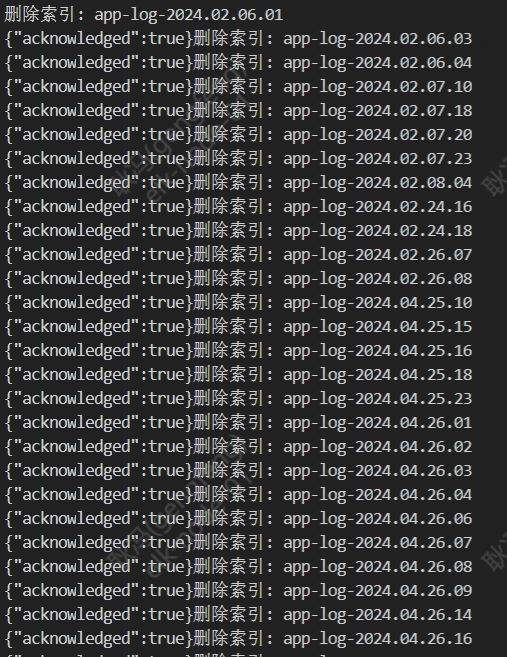 删除索引: app-log-2024.02.06.01
{"acknowledged":true}删除索引: app-log-2024.02.06.03
{"acknowledged":true}删除索引: app-log-2024.02.06.04
{"acknowledged":true}删除索引: app-log-2024.02.07.10
{"acknowledged":true}删除索引: app-log-2024.02.07.18
{"acknowledged":true}删除索引: app-log-2024.02.07.20
{"acknowledged":true}删除索引: app-log-2024.02.07.23
{"acknowledged":true}删除索引: app-log-2024.02.08.04
{"acknowledged":true}删除索引: app-log-2024.02.24.16
{"acknowledged":true}删除索引: app-log-2024.02.24.18
{"acknowledged":true}删除索引: app-log-2024.02.26.07
{"acknowledged":true}删除索引: app-log-2024.02.26.08
{"acknowledged":true}删除索引: app-log-2024.04.25.10
{"acknowledged":true}删除索引: app-log-2024.04.25.15
{"acknowledged":true}删除索引: app-log-2024.04.25.16
{"acknowledged":true}删除索引: app-log-2024.04.25.18
{"acknowledged":true}删除索引: app-log-2024.04.25.23
{"acknowledged":true}删除索引: app-log-2024.04.26.01
{"acknowledged":true}删除索引: app-log-2024.04.26.02
{"acknowledged":true}删除索引: app-log-2024.04.26.03
{"acknowledged":true}删除索引: app-log-2024.04.26.04
{"acknowledged":true}删除索引: app-log-2024.04.26.06
{"acknowledged":true}删除索引: app-log-2024.04.26.07
{"acknowledged":true}删除索引: app-log-2024.04.26.08
{"acknowledged":true}删除索引: app-log-2024.04.26.09
{"acknowledged":true}删除索引: app-log-2024.04.26.14
{"acknowledged":true}删除索引: app-log-2024.04.26.16